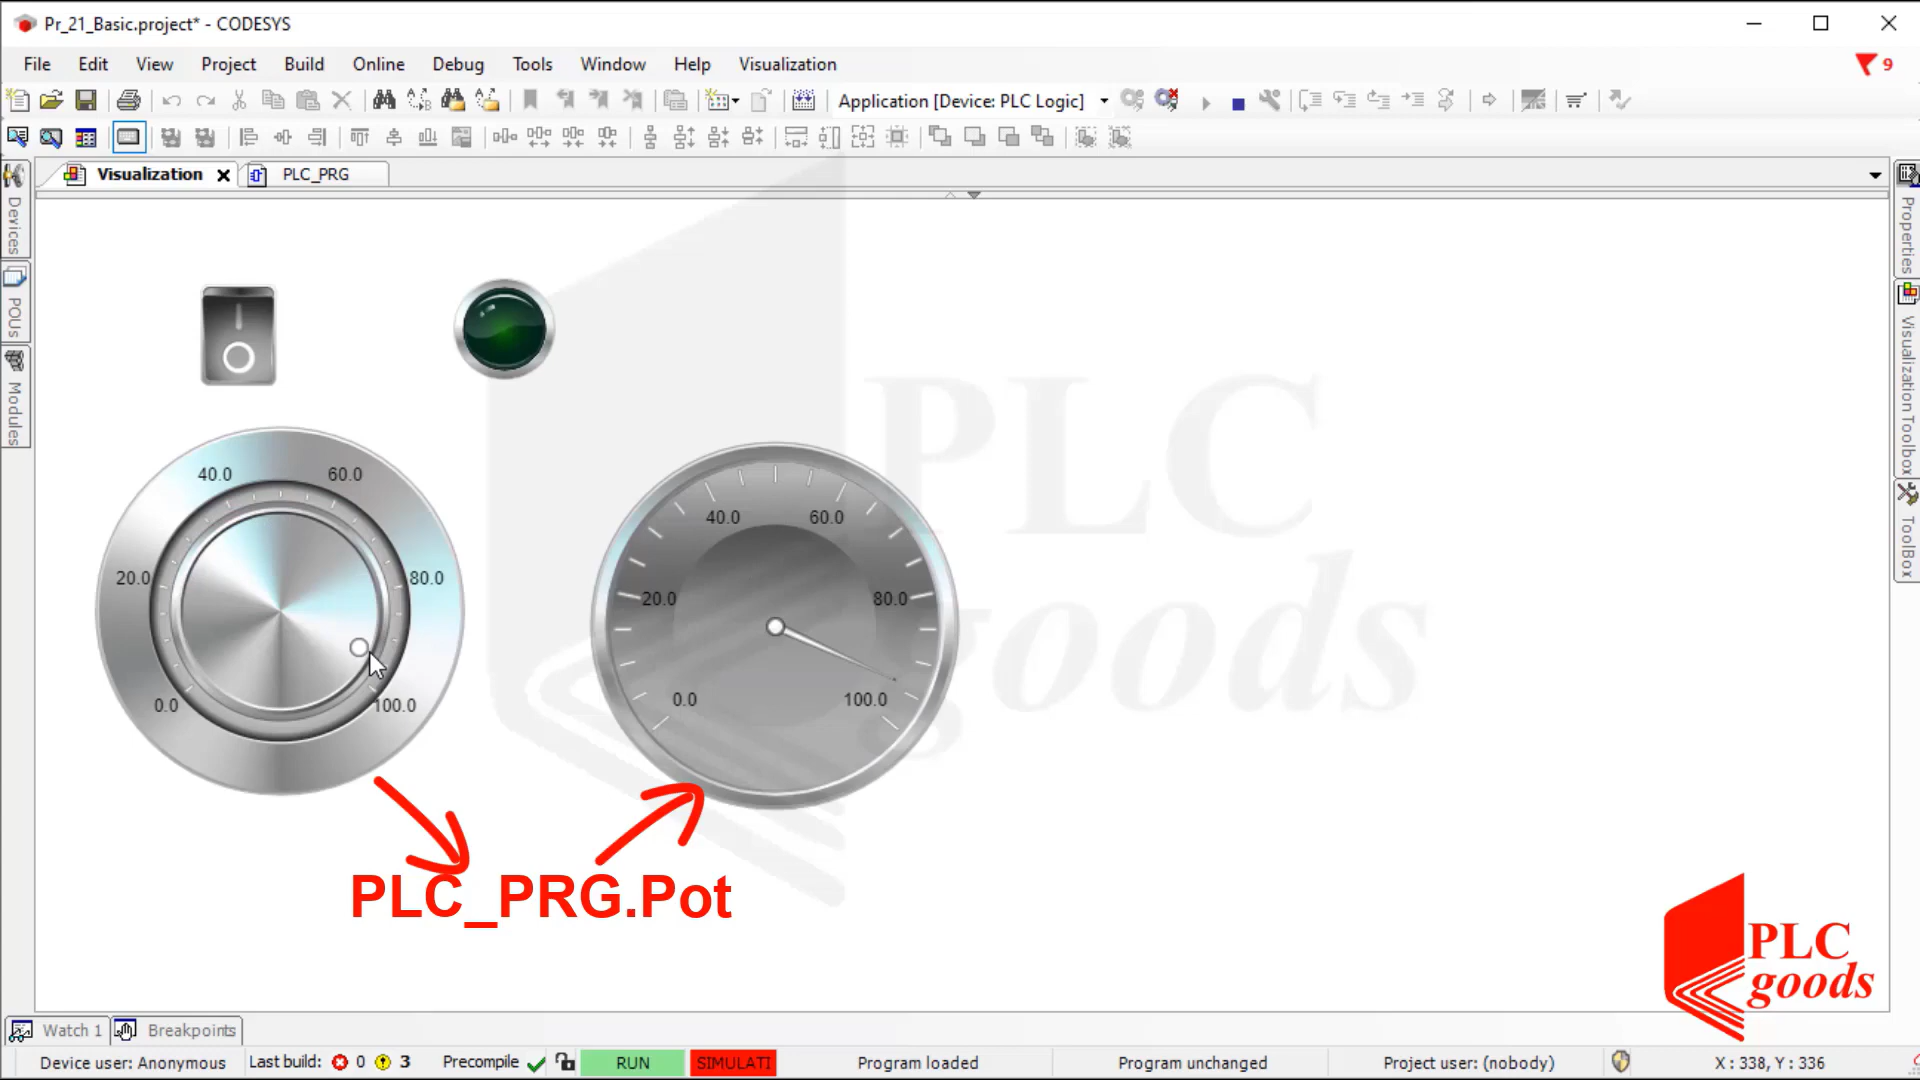 Pr_21_Basic.project* - CODESYS
File Edit View Project Build Online Debug Tools Window Help Visualization
9
Application [Device: PLC Logic]
Visualization PLC_PRG
Devices
POUs
Modules
Properties
Visualization Toolbox
ToolBox
40.0 60.0
20.0 80.0
0.0 100.0
40.0 60.0
20.0 80.0
0.0 100.0
PLC
goods
PLC_PRG.Pot
PLC
goods
Watch 1 Breakpoints
Device user: Anonymous Last build: 0 3 Precompile RUN SIMULATI Program loaded Program unchanged Project user: (nobody) X : 338, Y : 336